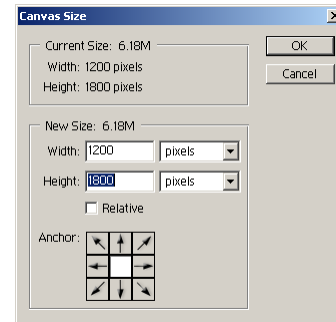 Canvas Size
Current Size: 6.18M
OK
Width: 1200 pixels
Height: 1800 pixels
Cancel
New Size: 6.18M
Width: 1200 pixels
Height: 1800 pixels
Relative
Anchor: